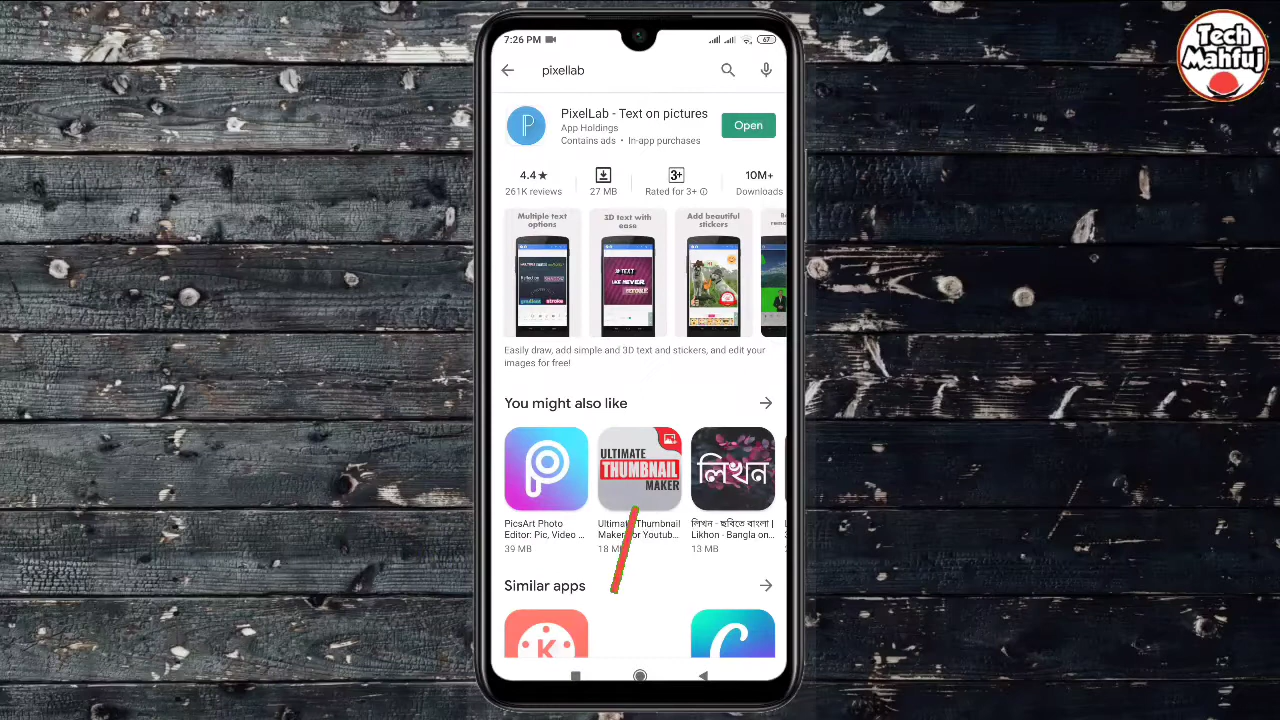 7:26 PM
67
Tech
Mahfuj
pixellab
PixelLab - Text on pictures
App Holdings
Contains ads • In-app purchases
Open
4.4★
3+
10M+
261K reviews
27 MB
Rated for 3+
Downloads
Multiple text
options
3D text with
ease
Add beautiful
stickers
Easily draw, add simple and 3D text and stickers, and edit your
images for free!
You might also like
ULTIMATE
THUMBNAIL
MAKER
লিখন
PicsArt Photo
Editor: Pic, Video ...
39 MB
Ultimate Thumbnail
Maker for Youtub...
18 MB
লিখন - ছবিতে বাংলা |
Likhon - Bangla on...
13 MB
Similar apps
K